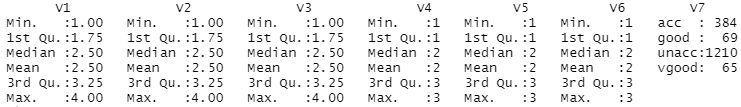 V1 V2 V3 V4 V5 V6 V7
Min. :1.00 Min. :1.00 Min. :1.00 Min. :1 Min. :1 Min. :1 acc : 384
1st Qu.:1.75 1st Qu.:1.75 1st Qu.:1.75 1st Qu.:1 1st Qu.:1 1st Qu.:1 good : 69
Median :2.50 Median :2.50 Median :2.50 Median :2 Median :2 Median :2 unacc:1210
Mean :2.50 Mean :2.50 Mean :2.50 Mean :2 Mean :2 Mean :2 vgood: 65
3rd Qu.:3.25 3rd Qu.:3.25 3rd Qu.:3.25 3rd Qu.:3 3rd Qu.:3 3rd Qu.:3
Max. :4.00 Max. :4.00 Max. :4.00 Max. :3 Max. :3 Max. :3